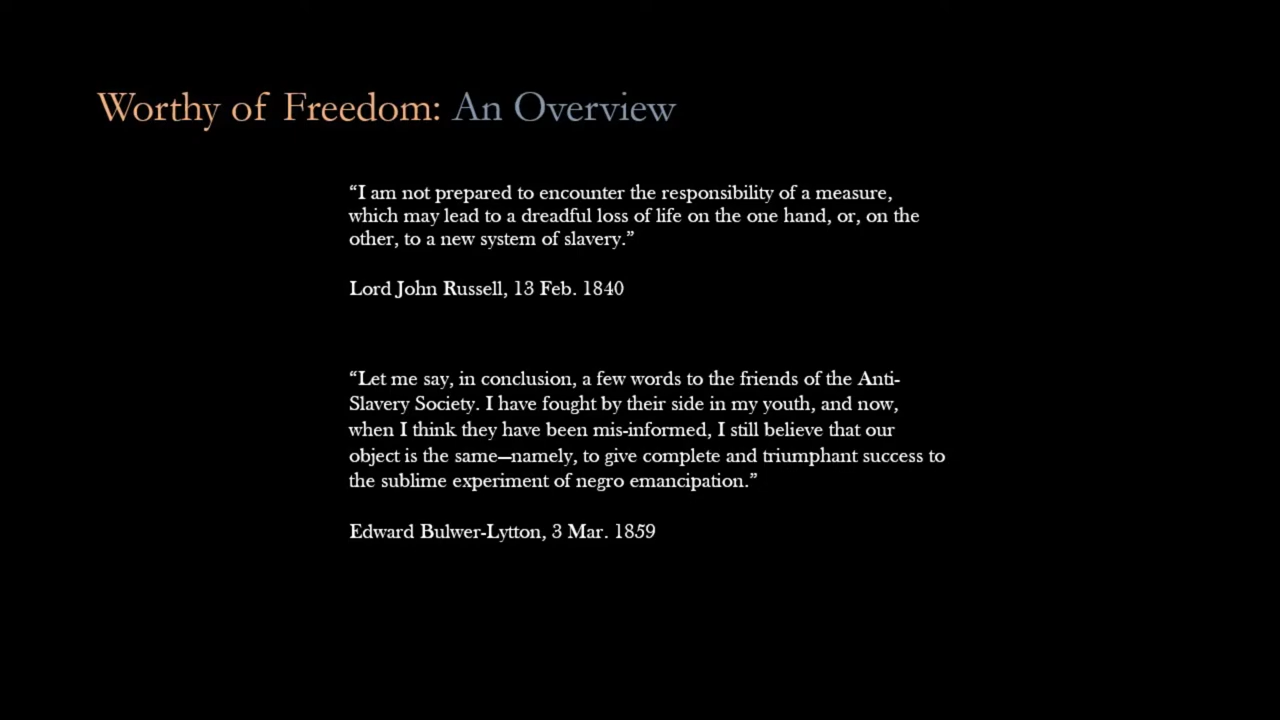 Worthy of Freedom: An Overview
“I am not prepared to encounter the responsibility of a measure,
which may lead to a dreadful loss of life on the one hand, or, on the
other, to a new system of slavery.”
Lord John Russell, 13 Feb. 1840
“Let me say, in conclusion, a few words to the friends of the Anti-
Slavery Society. I have fought by their side in my youth, and now,
when I think they have been mis-informed, I still believe that our
object is the same—namely, to give complete and triumphant success to
the sublime experiment of negro emancipation.”
Edward Bulwer-Lytton, 3 Mar. 1859